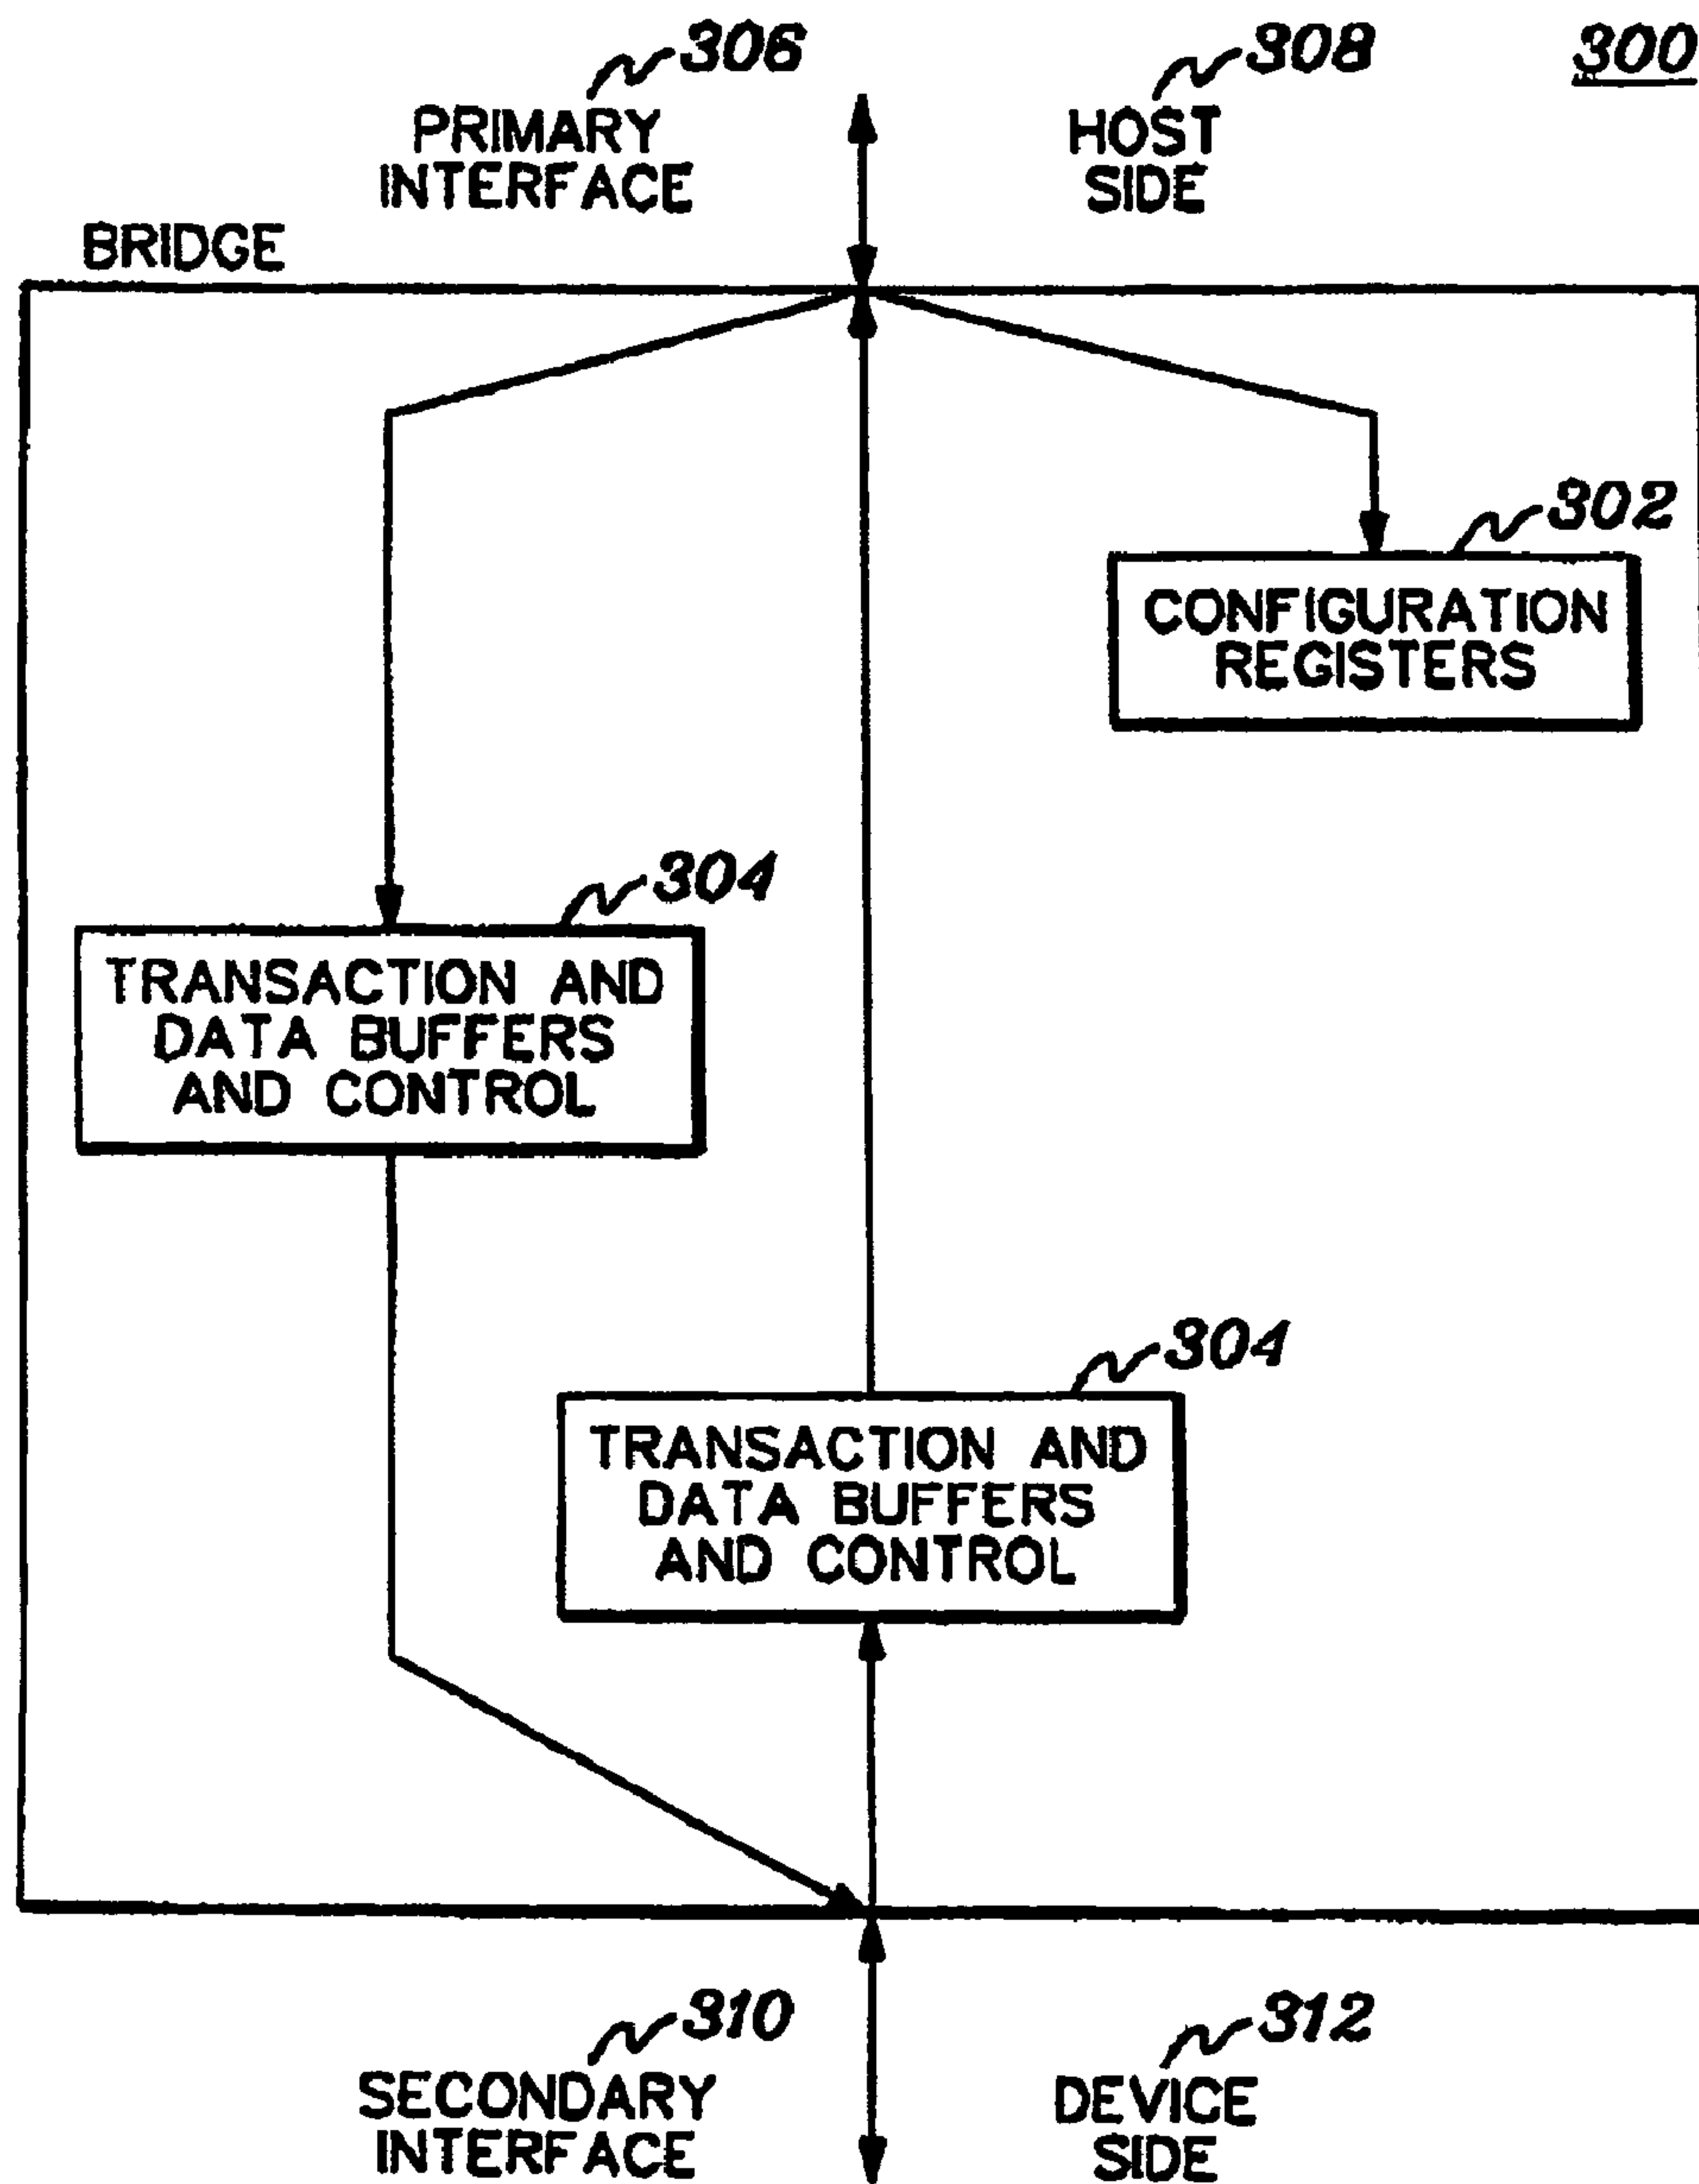 306
308
300
PRIMARY
INTERFACE
HOST
SIDE
BRIDGE
302
CONFIGURATION
REGISTERS
304
TRANSACTION AND
DATA BUFFERS
AND CONTROL
304
TRANSACTION AND
DATA BUFFERS
AND CONTROL
310
312
SECONDARY
INTERFACE
DEVICE
SIDE